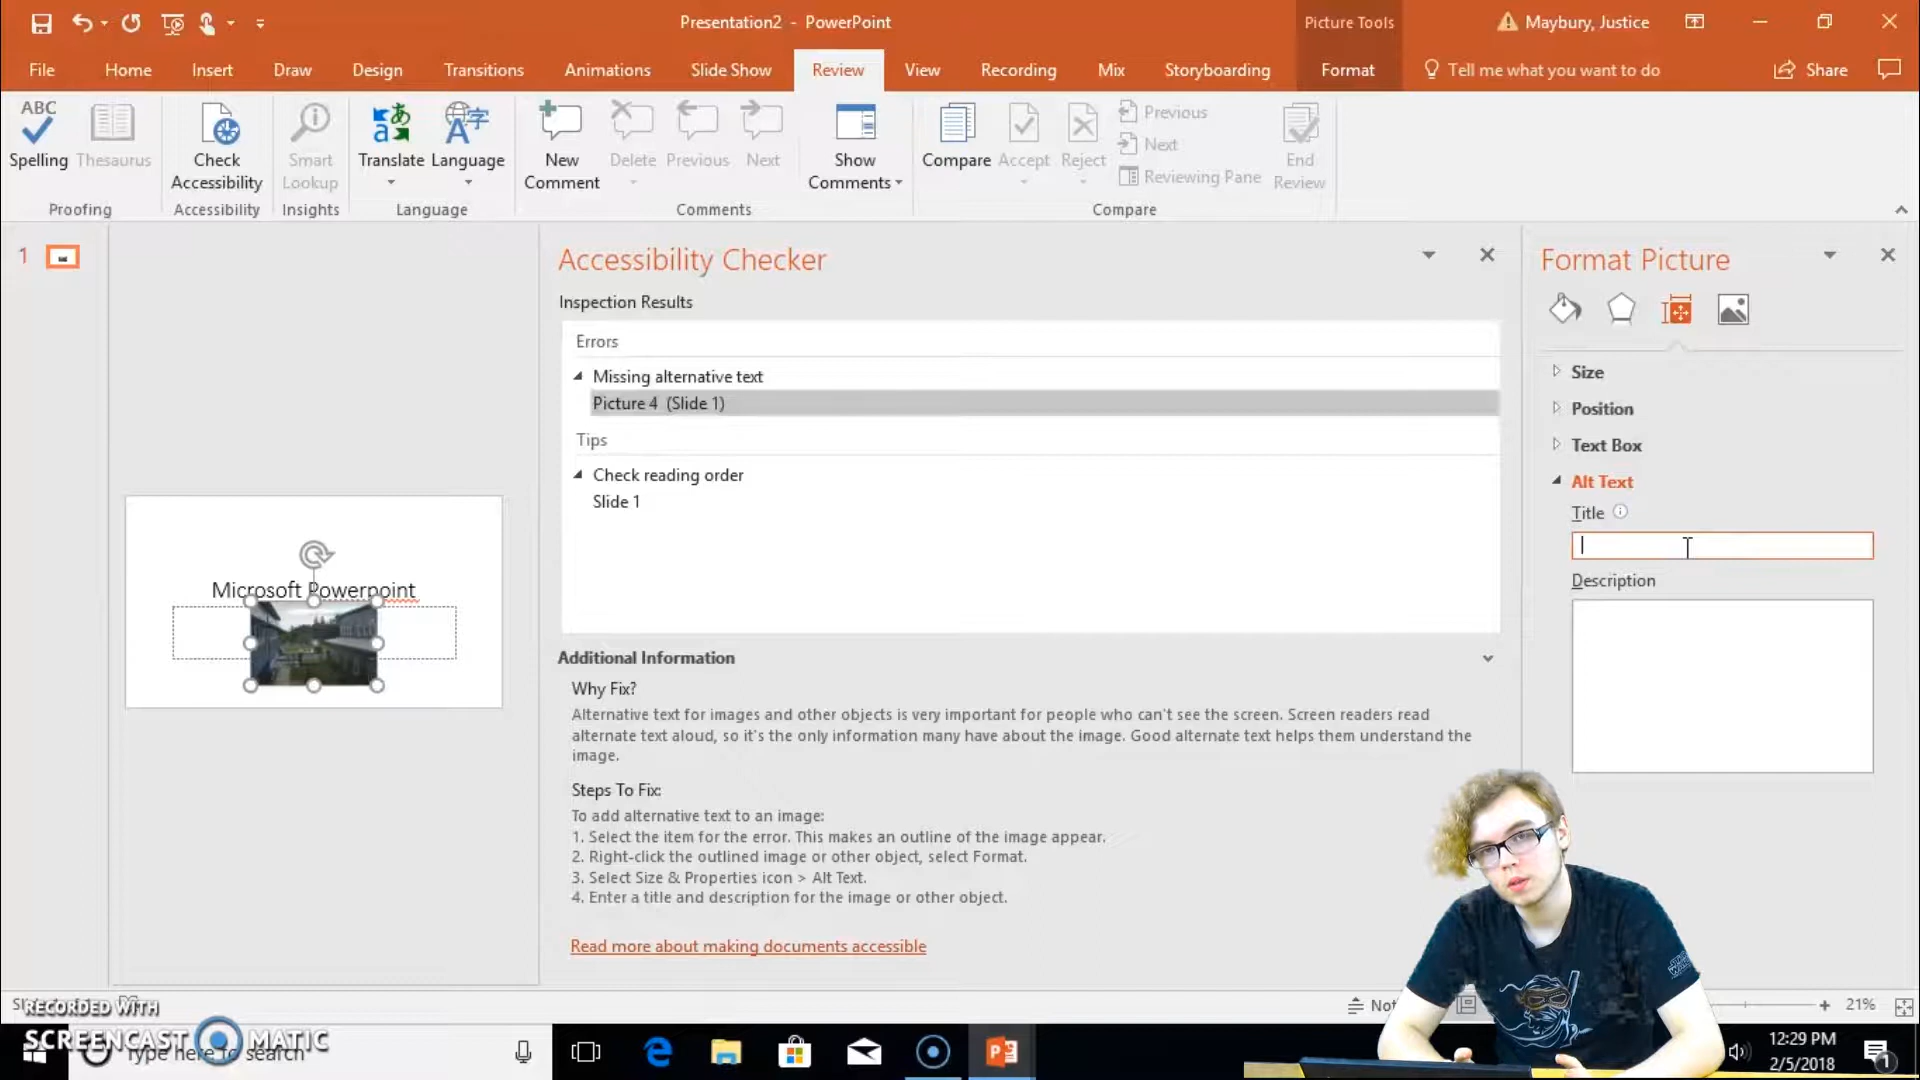 Presentation2 - PowerPoint
Picture Tools
Maybury, Justice
File
Home
Insert
Draw
Design
Transitions
Animations
Slide Show
Review
View
Recording
Mix
Storyboarding
Format
Tell me what you want to do
Share
ABC
Spelling
Thesaurus
Proofing
Check
Accessibility
Accessibility
Smart
Lookup
Insights
Translate
Language
Language
New
Comment
Delete
Previous
Next
Show
Comments
Comments
Compare
Accept
Reject
Previous
Next
Reviewing Pane
End
Review
Compare
1
Microsoft Powerpoint
Accessibility Checker
Inspection Results
Errors
Missing alternative text
Picture 4 (Slide 1)
Tips
Check reading order
Slide 1
Additional Information
Why Fix?
Alternative text for images and other objects is very important for people who can't see the screen. Screen readers read
alternate text aloud, so it's the only information many have about the image. Good alternate text helps them understand the
image.
Steps To Fix:
To add alternative text to an image:
1. Select the item for the error. This makes an outline of the image appear.
2. Right-click the outlined image or other object, select Format.
3. Select Size & Properties icon > Alt Text.
4. Enter a title and description for the image or other object.
Read more about making documents accessible
Format Picture
Size
Position
Text Box
Alt Text
Title
Description
21%
RECORDED WITH
SCREENCAST MATIC
Type here to search
12:29 PM
2/5/2018
1